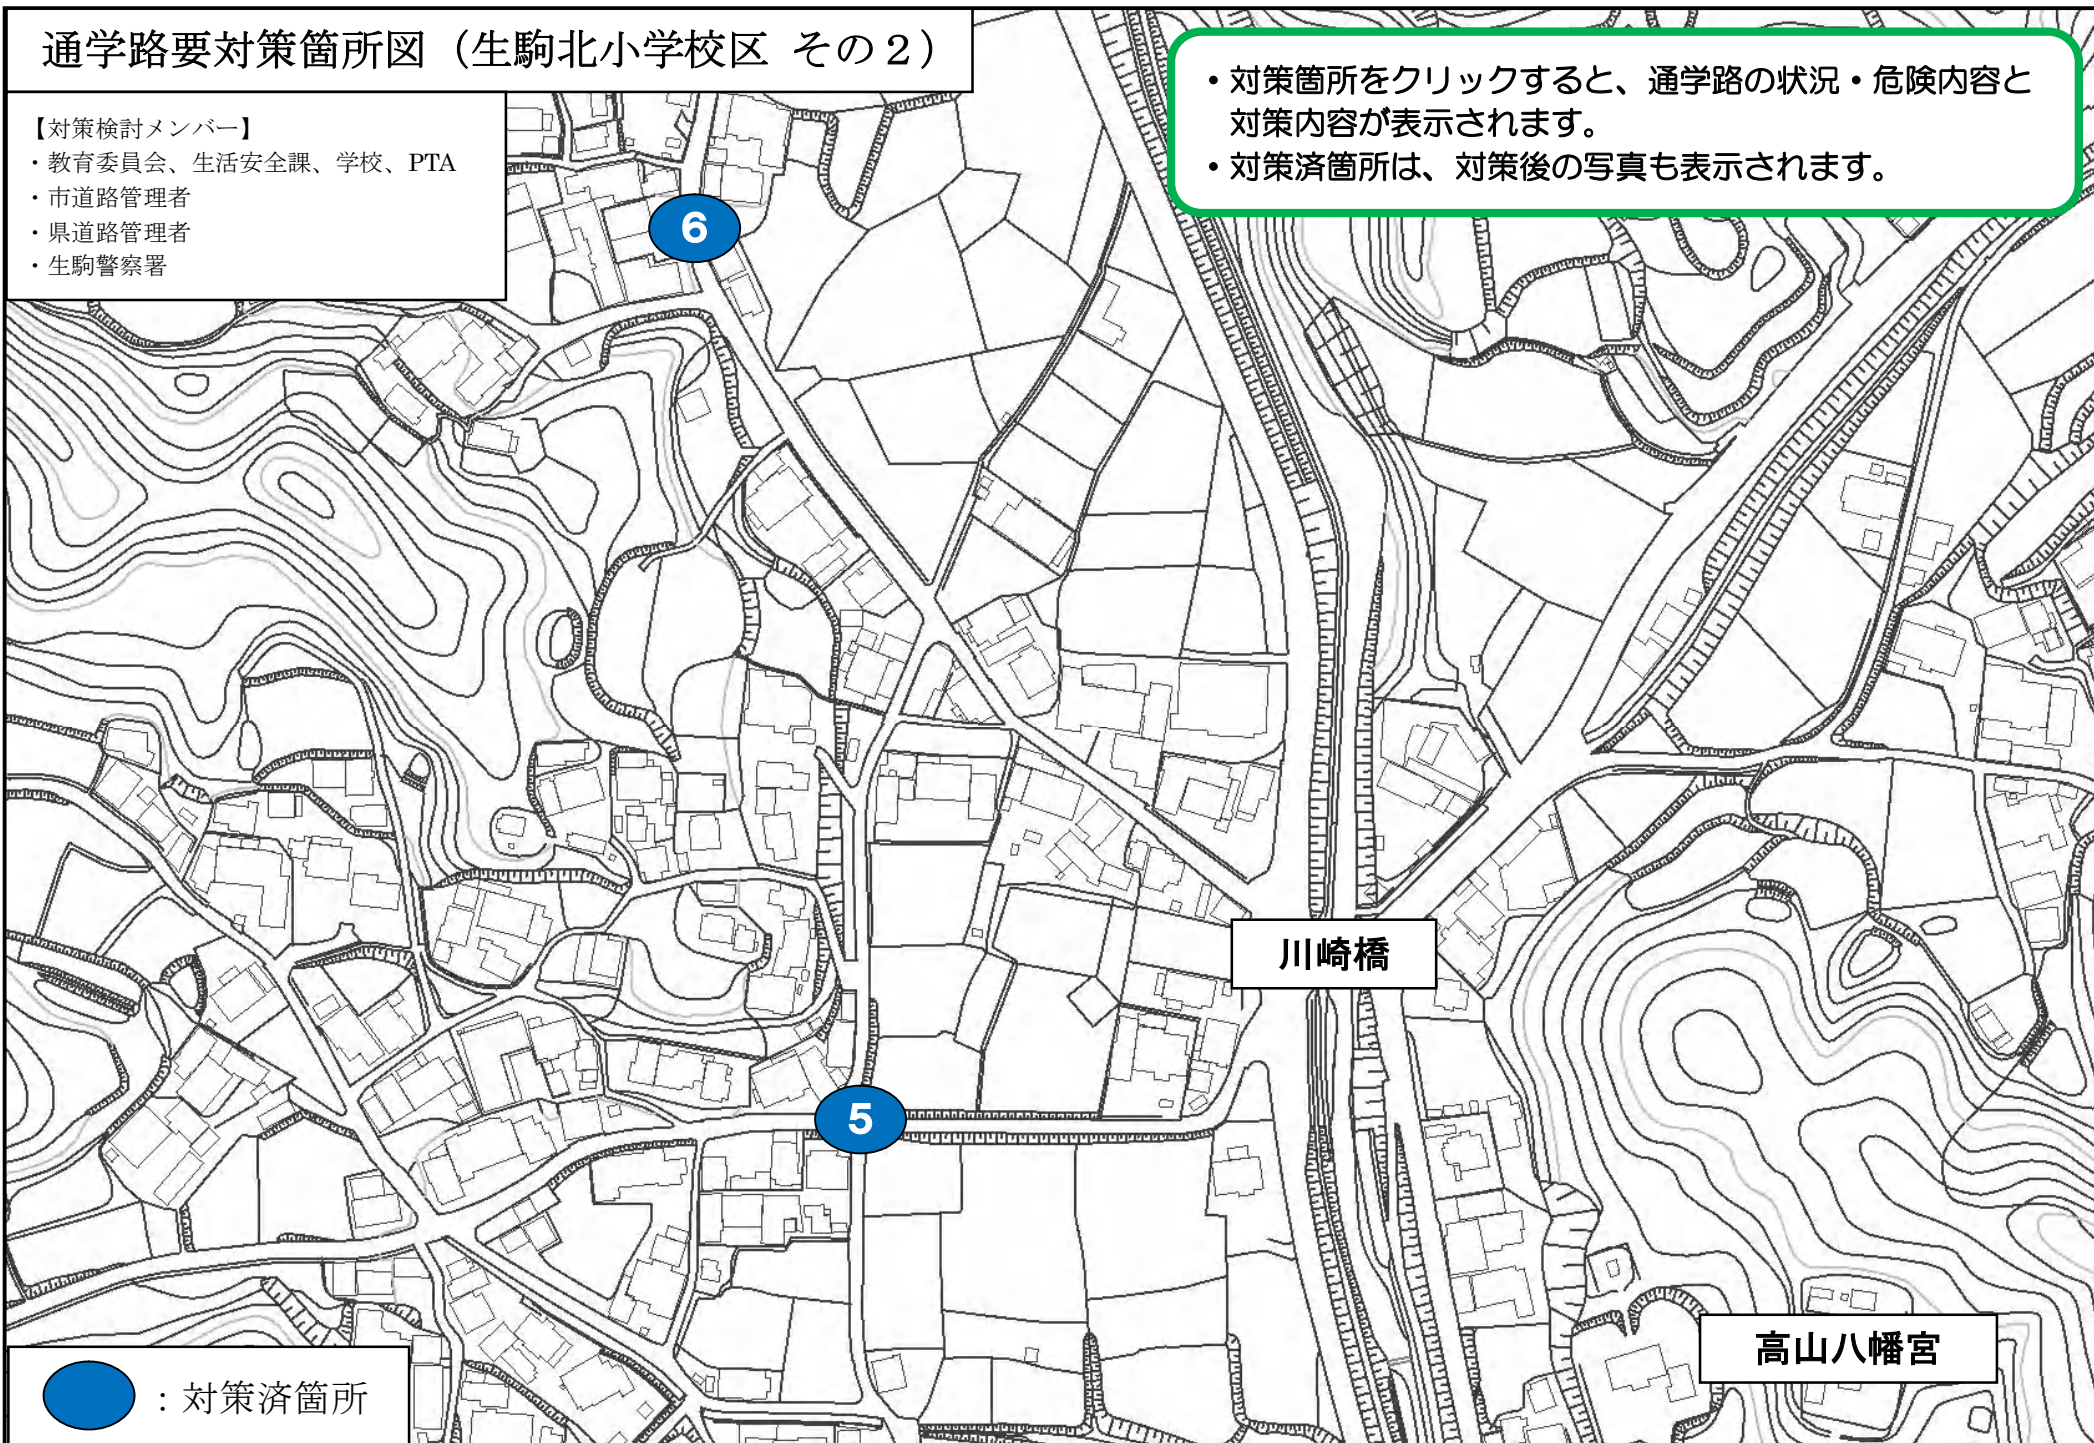 通学路要対策箇所図（生駒北小学校区 その２）
・対策箇所をクリックすると、通学路の状況・危険内容と
対策内容が表示されます。
・対策済箇所は、対策後の写真も表示されます。
【対策検討メンバー】
・教育委員会、生活安全課、学校、PTA
・市道路管理者
・県道路管理者
・生駒警察署
6
川崎橋
5
高山八幡宮
：対策済箇所